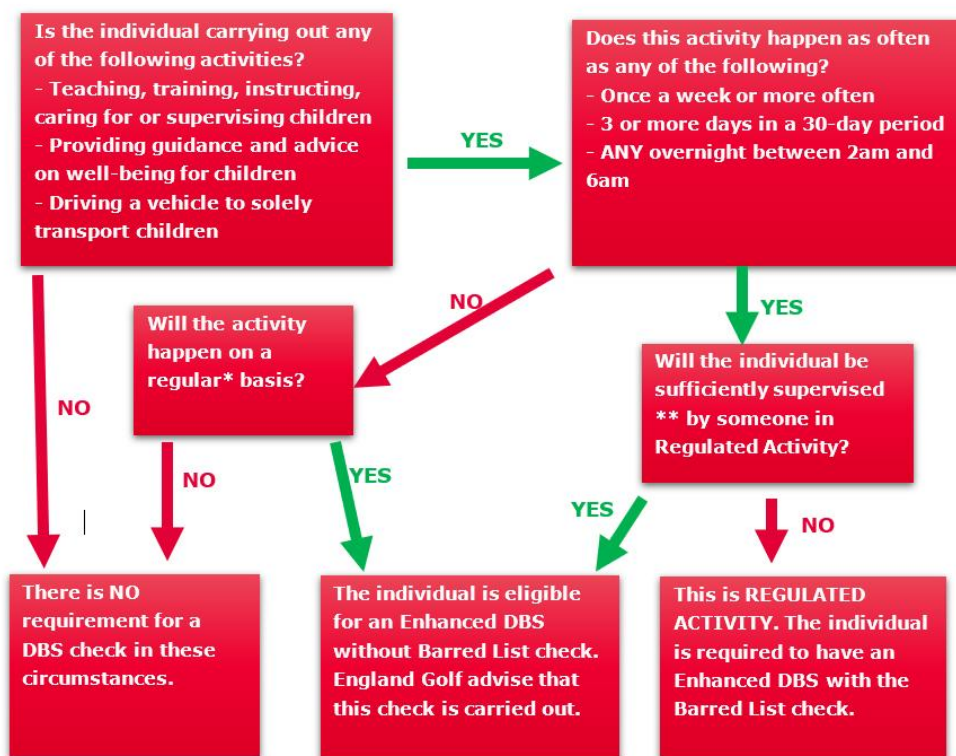 Is the individual carrying out any
of the following activities?
- Teaching, training, instructing,
caring for or supervising children
- Providing guidance and advice
on well-being for children
- Driving a vehicle to solely
transport children
YES
Does this activity happen as often
as any of the following?
- Once a week or more often
- 3 or more days in a 30-day period
- ANY overnight between 2am and
6am
NO
Will the activity
happen on a
regular* basis?
NO
YES
Will the individual be
sufficiently supervised
** by someone in
Regulated Activity?
NO
YES
YES
NO
There is NO
requirement for a
DBS check in these
circumstances.
The individual is eligible
for an Enhanced DBS
without Barred List check.
England Golf advise that
this check is carried out.
This is REGULATED
ACTIVITY. The individual
is required to have an
Enhanced DBS with the
Barred List check.